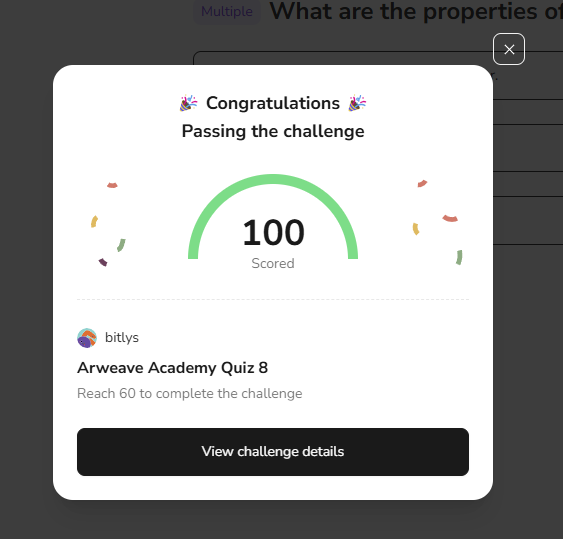 Multiple What are the properties of
r.
Congratulations
Passing the challenge
100
Scored
bitlys
Arweave Academy Quiz 8
Reach 60 to complete the challenge
View challenge details